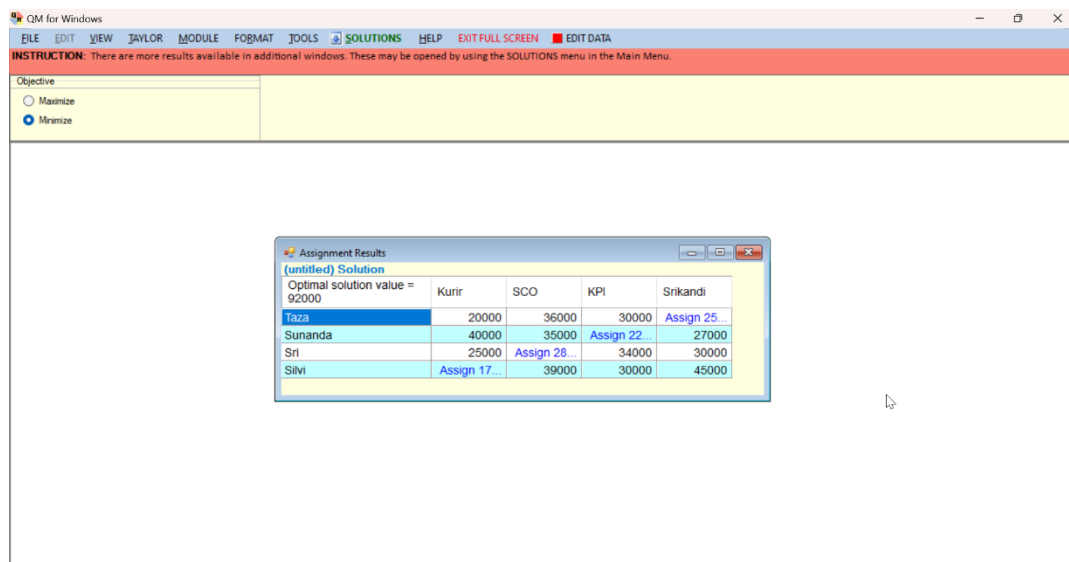 QM for Windows
FILE EDIT VIEW TAYLOR MODULE FORMAT TOOLS SOLUTIONS HELP EXIT FULL SCREEN EDIT DATA
INSTRUCTION: There are more results available in additional windows. These may be opened by using the SOLUTIONS menu in the Main Menu.
Objective
Maximize
Minimize
Assignment Results
(untitled) Solution
Optimal solution value = 92000 Kurir SCO KPI Srikandi
Taza 20000 36000 30000 Assign 25...
Sunanda 40000 35000 Assign 22... 27000
Sri 25000 Assign 28... 34000 30000
Silvi Assign 17... 39000 30000 45000